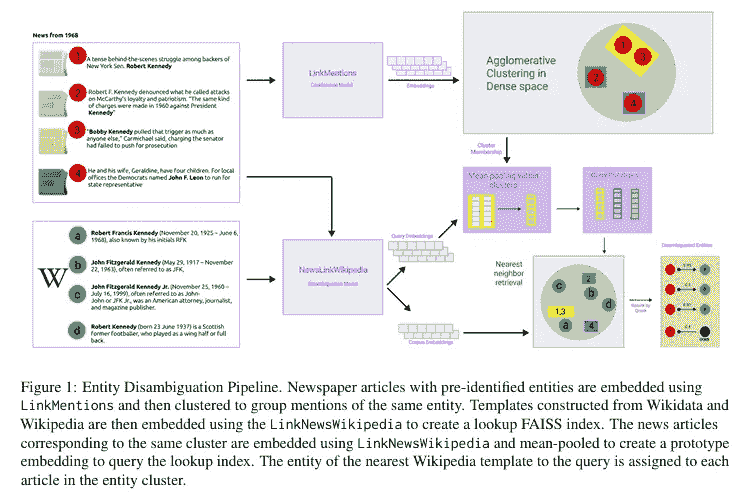 News from 1968
1
A tense behind-the-scenes struggle among backers of
New York Sen. Robert Kennedy
2
Robert F. Kennedy denounced what he called attacks
on McCarthy's loyalty and patriotism. "The same kind
of charges were made in 1960 against President
Kennedy"
3
"Bobby Kennedy pulled that trigger as much as
anyone else," Carmichael said, charging the senator
had failed to push for prosecution
4
He and his wife, Geraldine, have four children. For local
offices the Democrats named John F. Leon to run for
state representative
W
a
Robert Francis Kennedy (November 20, 1925 – June 6,
1968), also known by his initials RFK
b
John Fitzgerald Kennedy (May 29, 1917 – November
22, 1963), often referred to as JFK,
c
John Fitzgerald Kennedy Jr. (November 25, 1960 –
July 16, 1999), often referred to as John-
John or JFK Jr., was an American attorney, journalist,
and magazine publisher.
d
Robert Kennedy (born 23 June 1937) is a Scottish
former footballer, who played as a wing half or full
back.
LinkMentions
Embeddings
Agglomerative
Clustering in
Dense space
1
3
2
4
Cluster
Membership
NewsLinkWikipedia
Disambiguation Model
Query Embeddings
Corpus Embeddings
Mean pooling within
clusters
Nearest
neighbor
retrieval
c
2
b
d
1,3
a
4
Disambiguated Entities
Figure 1: Entity Disambiguation Pipeline. Newspaper articles with pre-identified entities are embedded using
LinkMentions and then clustered to group mentions of the same entity. Templates constructed from Wikidata and
Wikipedia are then embedded using the LinkNewsWikipedia to create a lookup FAISS index. The news articles
corresponding to the same cluster are embedded using LinkNewsWikipedia and mean-pooled to create a prototype
embedding to query the lookup index. The entity of the nearest Wikipedia template to the query is assigned to each
article in the entity cluster.